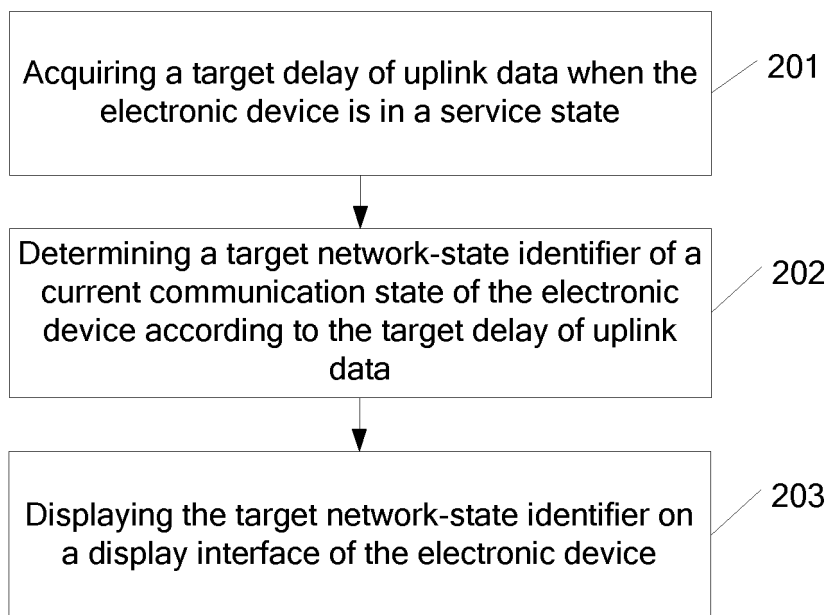 Acquiring a target delay of uplink data when the
electronic device is in a service state
201
Determining a target network-state identifier of a
current communication state of the electronic
device according to the target delay of uplink
data
202
Displaying the target network-state identifier on
a display interface of the electronic device
203